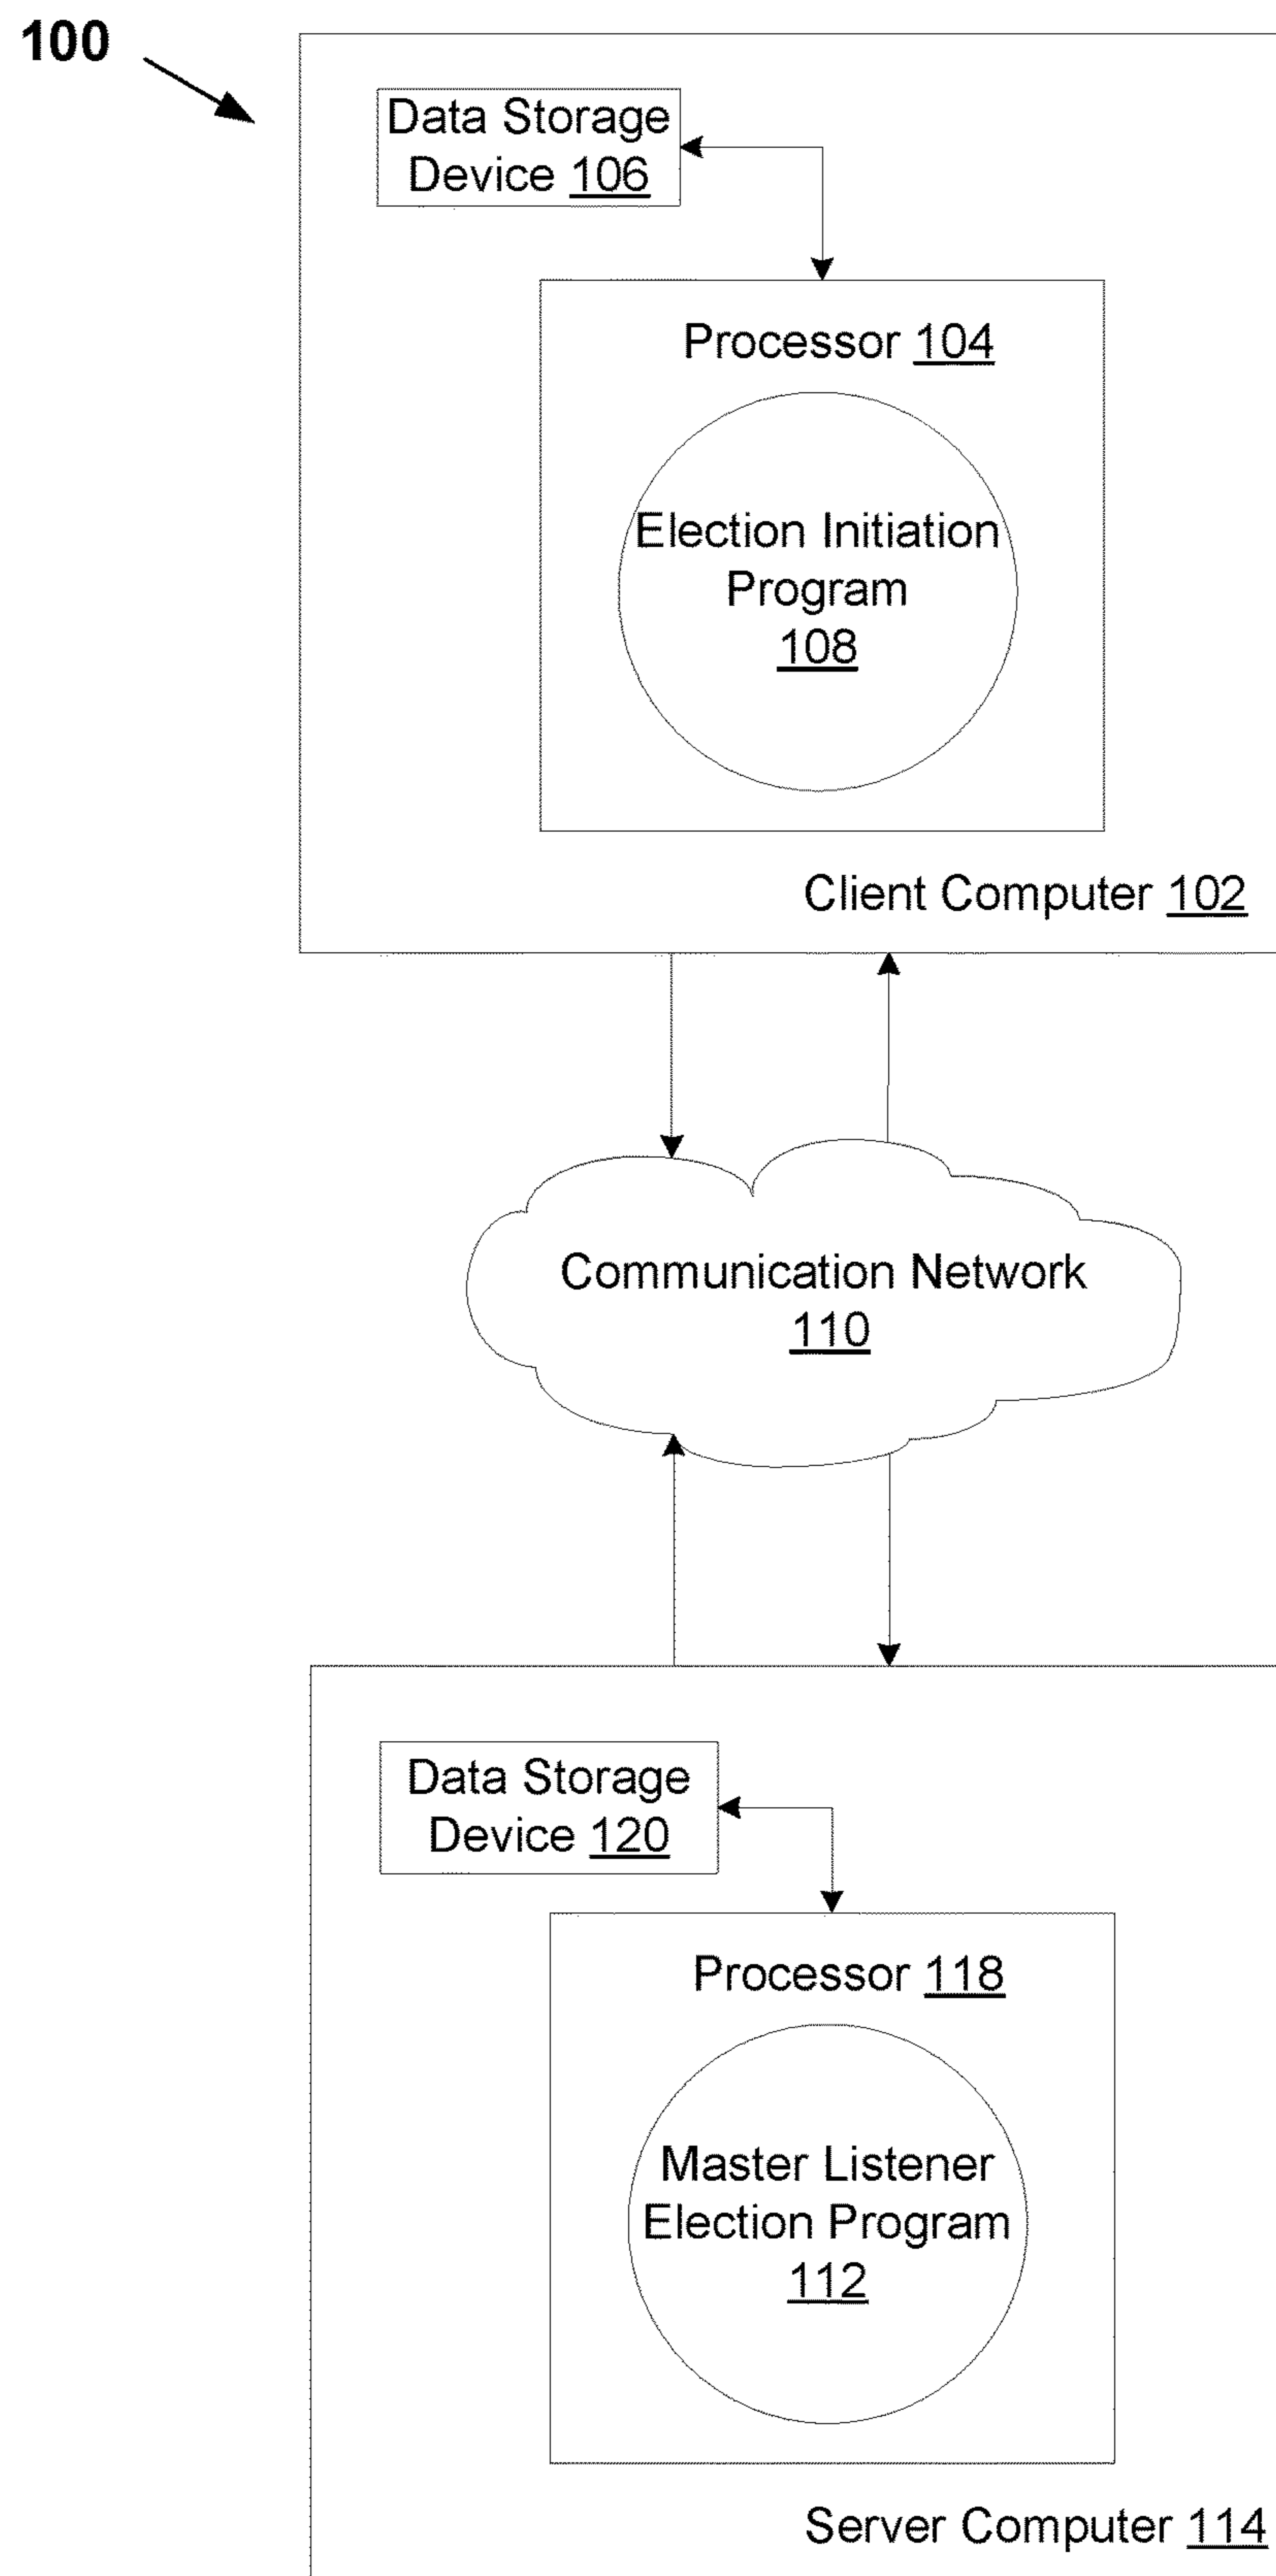 100
Data Storage
Device 106
Processor 104
Election Initiation
Program
108
Client Computer 102
Communication Network
110
Data Storage
Device 120
Processor 118
Master Listener
Election Program
112
Server Computer 114